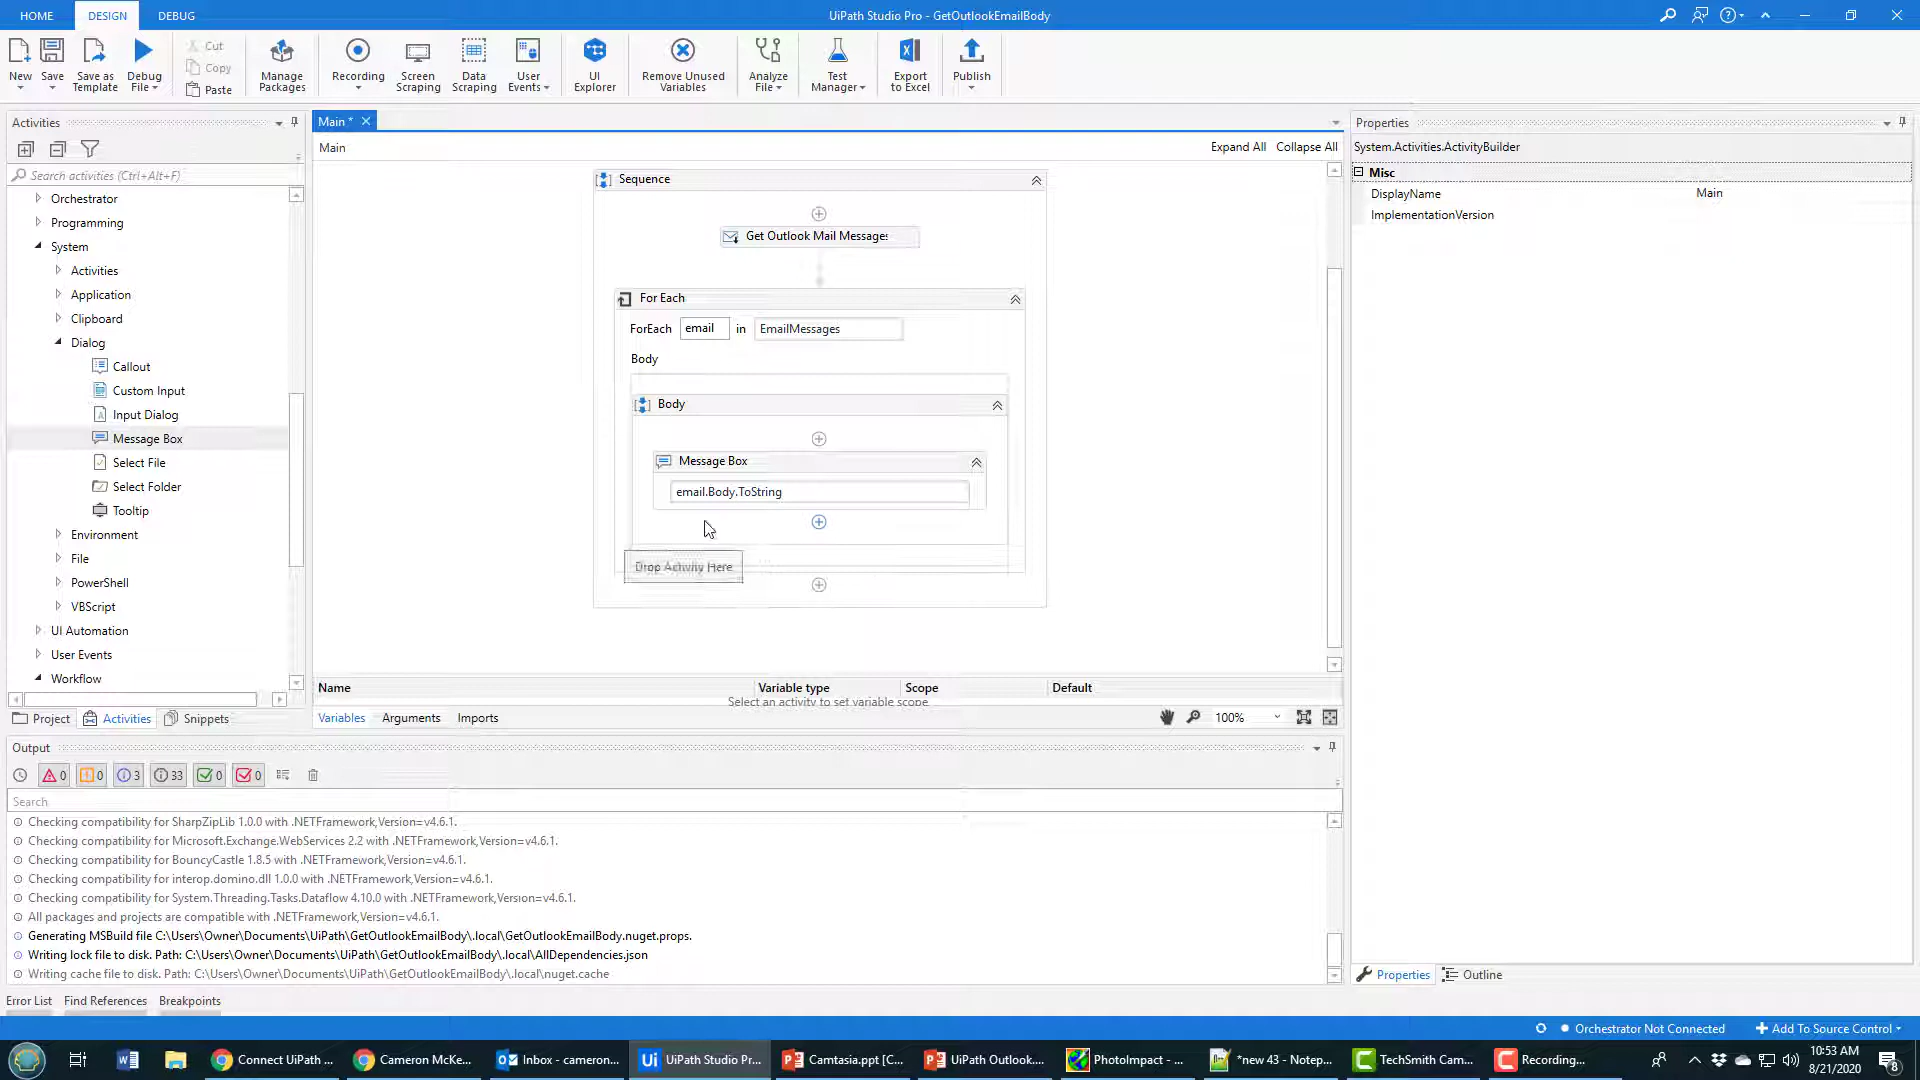 HOME DESIGN DEBUG UiPath Studio Pro - GetOutlookEmailBody
New Save Save as Template Debug File Cut Copy Paste Manage Packages Recording Screen Scraping Data Scraping User Events UI Explorer Remove Unused Variables Analyze File Test Manager Export to Excel Publish
Activities
Search activities (Ctrl+Alt+F)
Orchestrator
Programming
System
Activities
Application
Clipboard
Dialog
Callout
Custom Input
Input Dialog
Message Box
Select File
Select Folder
Tooltip
Environment
File
PowerShell
VBScript
UI Automation
User Events
Workflow
Project Activities Snippets
Main *
Main Expand All Collapse All
Sequence
Get Outlook Mail Messages
For Each
ForEach email in EmailMessages
Body
Body
Message Box
email.Body.ToString
Drop Activity Here
Name Variable type Scope Default
Select an activity to set variable scope
Variables Arguments Imports 100%
Properties
System.Activities.ActivityBuilder
Misc
DisplayName Main
ImplementationVersion
Properties Outline
Output
0 0 3 33 0 0
Search
Checking compatibility for SharpZipLib 1.0.0 with .NETFramework,Version=v4.6.1.
Checking compatibility for Microsoft.Exchange.WebServices 2.2 with .NETFramework,Version=v4.6.1.
Checking compatibility for BouncyCastle 1.8.5 with .NETFramework,Version=v4.6.1.
Checking compatibility for interop.domino.dll 1.0.0 with .NETFramework,Version=v4.6.1.
Checking compatibility for System.Threading.Tasks.Dataflow 4.10.0 with .NETFramework,Version=v4.6.1.
All packages and projects are compatible with .NETFramework,Version=v4.6.1.
Generating MSBuild file C:\Users\Owner\Documents\UiPath\GetOutlookEmailBody\.local\GetOutlookEmailBody.nuget.props.
Writing lock file to disk. Path: C:\Users\Owner\Documents\UiPath\GetOutlookEmailBody\.local\AllDependencies.json
Writing cache file to disk. Path: C:\Users\Owner\Documents\UiPath\GetOutlookEmailBody\.local\nuget.cache
Error List Find References Breakpoints
Orchestrator Not Connected Add To Source Control
Connect UiPath ... Cameron McKe... Inbox - cameron... Ui UiPath Studio Pr... Camtasia.ppt [C... UiPath Outlook.... PhotoImpact - ... *new 43 - Notep... TechSmith Cam... Recording...
10:53 AM
8/21/2020
8